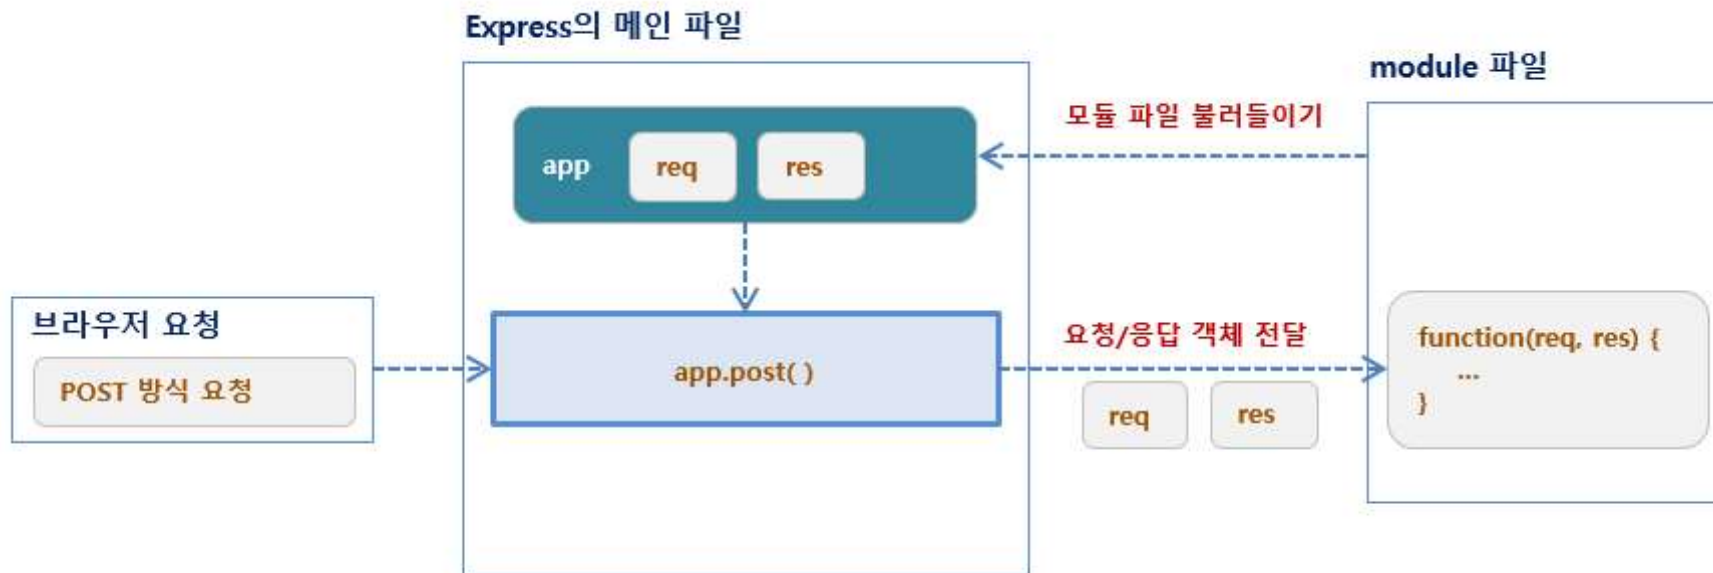 Express의 메인 파일
module 파일
모듈 파일 불러들이기
app
req
res
브라우저 요청
POST 방식 요청
app.post( )
요청/응답 객체 전달
req
res
function(req, res) {
...
}